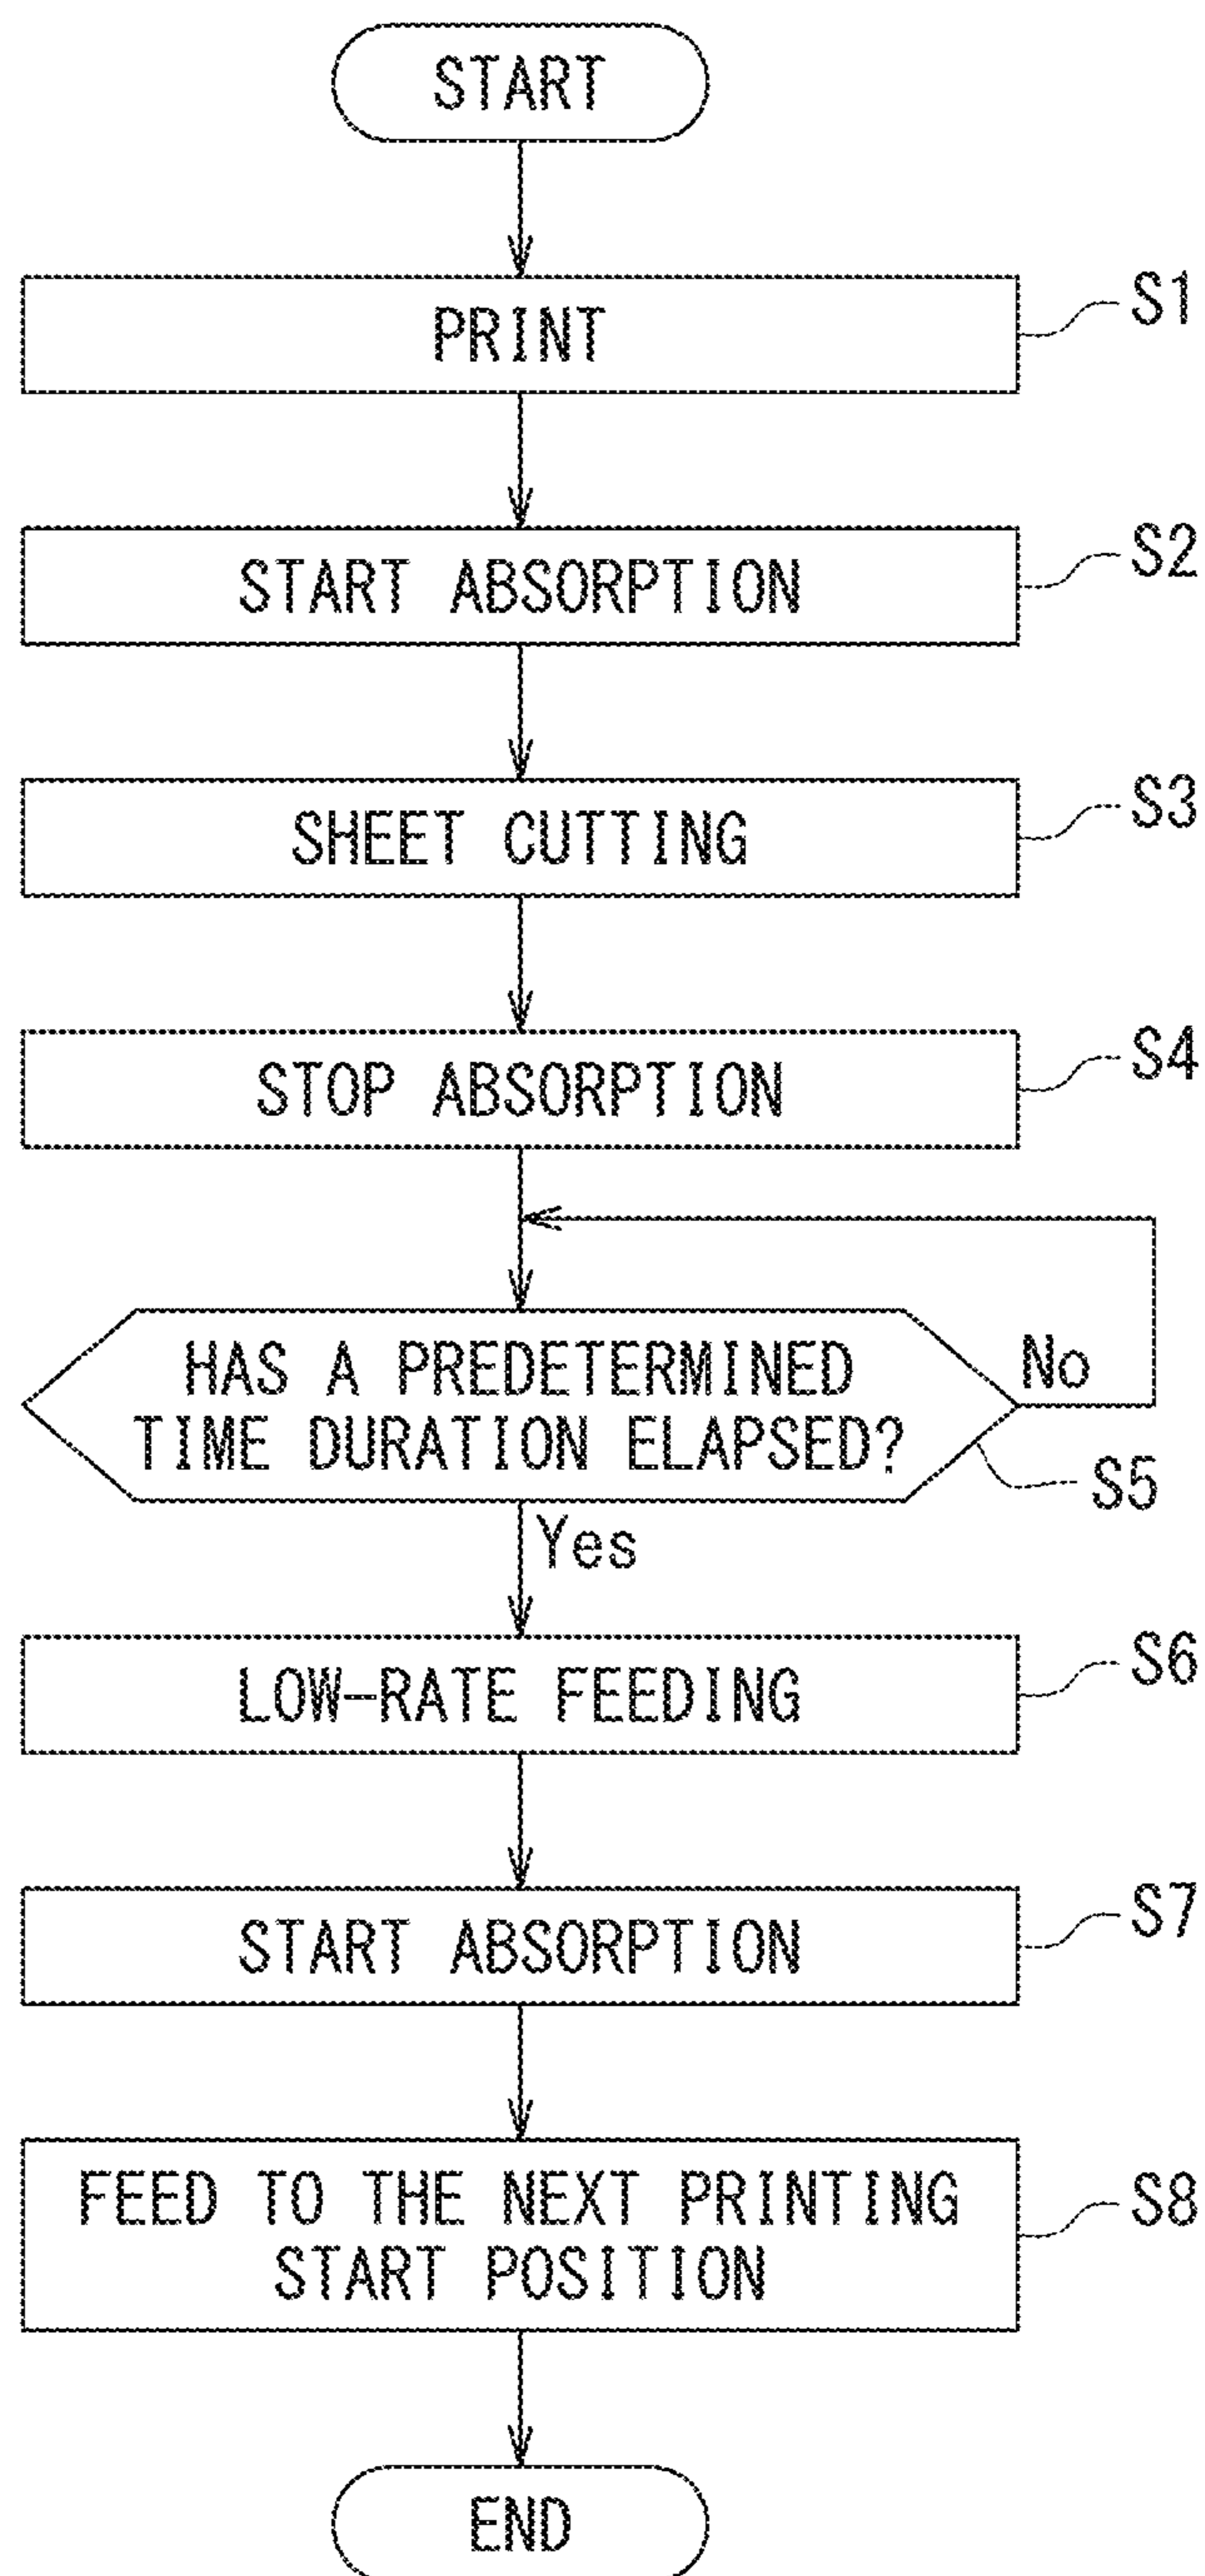 START
PRINT
S1
START ABSORPTION
S2
SHEET CUTTING
S3
STOP ABSORPTION
S4
HAS A PREDETERMINED
TIME DURATION ELAPSED?
No
S5
Yes
LOW-RATE FEEDING
S6
START ABSORPTION
S7
FEED TO THE NEXT PRINTING
START POSITION
S8
END